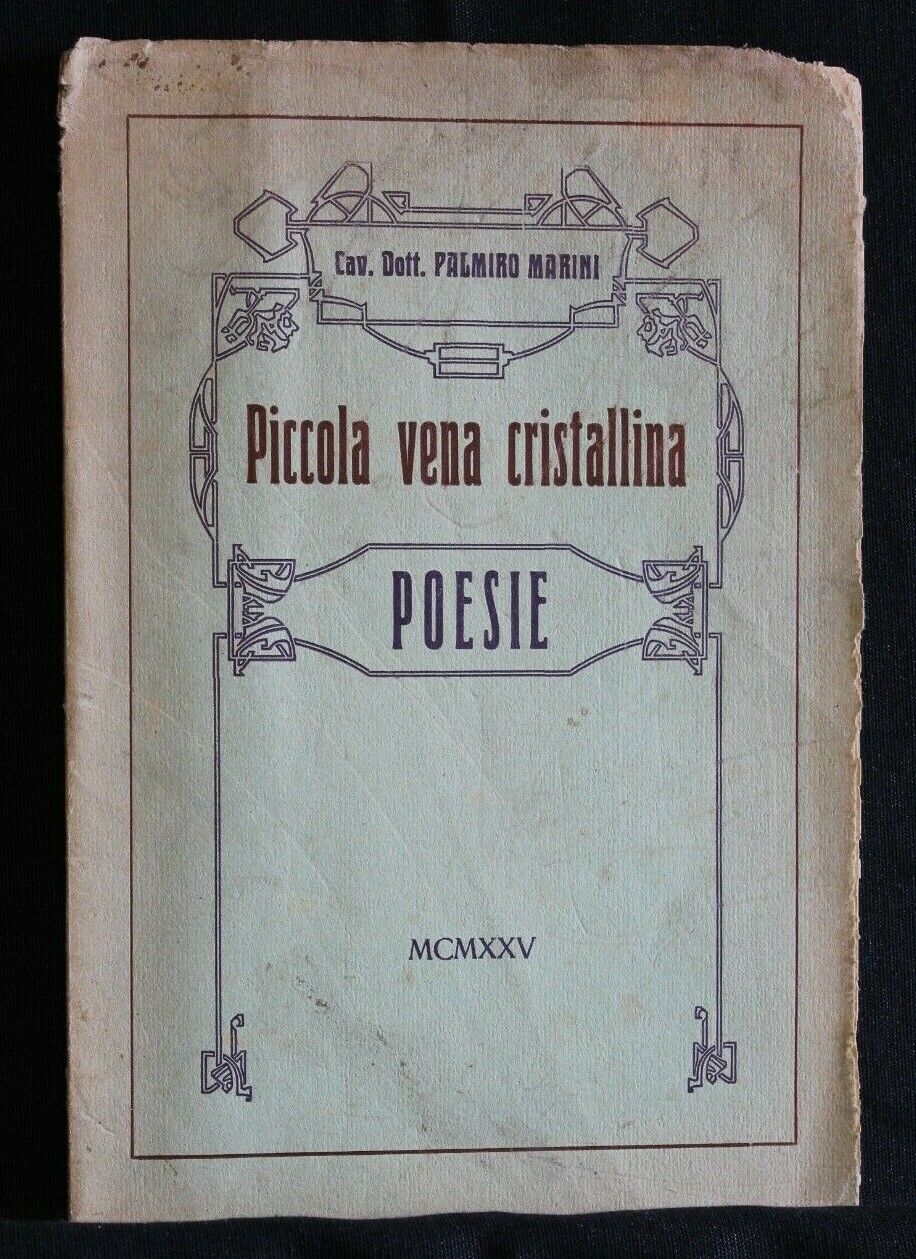 Cav. Dott. PALMIRO MARINI
Piccola vena cristallina
POESIE
MCMXXV